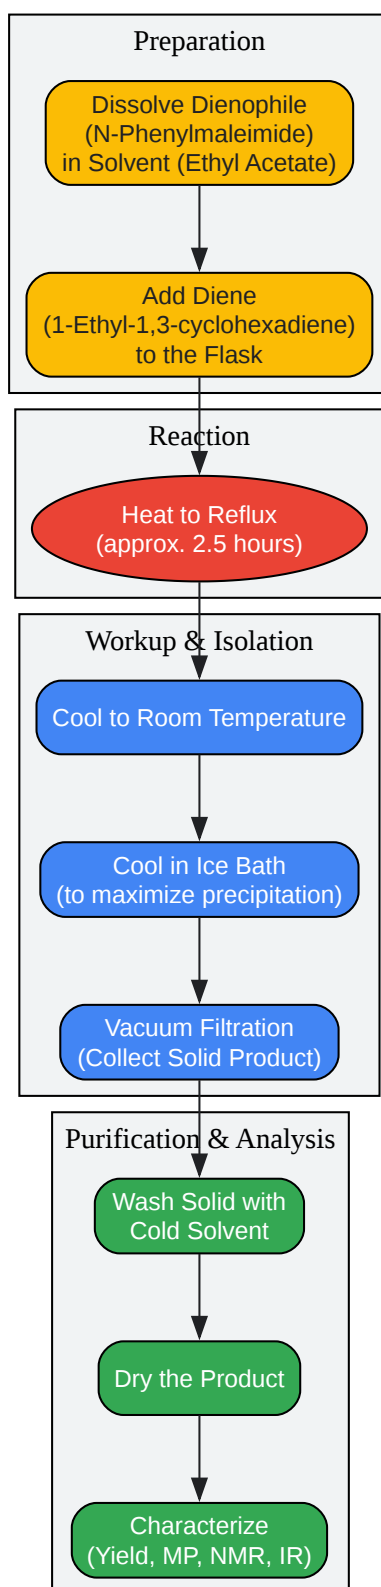 Preparation
Dissolve Dienophile
(N-Phenylmaleimide)
in Solvent (Ethyl Acetate)
Add Diene
(1-Ethyl-1,3-cyclohexadiene)
to the Flask
Reaction
Heat to Reflux
(approx. 2.5 hours)
Workup & Isolation
Cool to Room Temperature
Cool in Ice Bath
(to maximize precipitation)
Vacuum Filtration
(Collect Solid Product)
Purification & Analysis
Wash Solid with
Cold Solvent
Dry the Product
Characterize
(Yield, MP, NMR, IR)